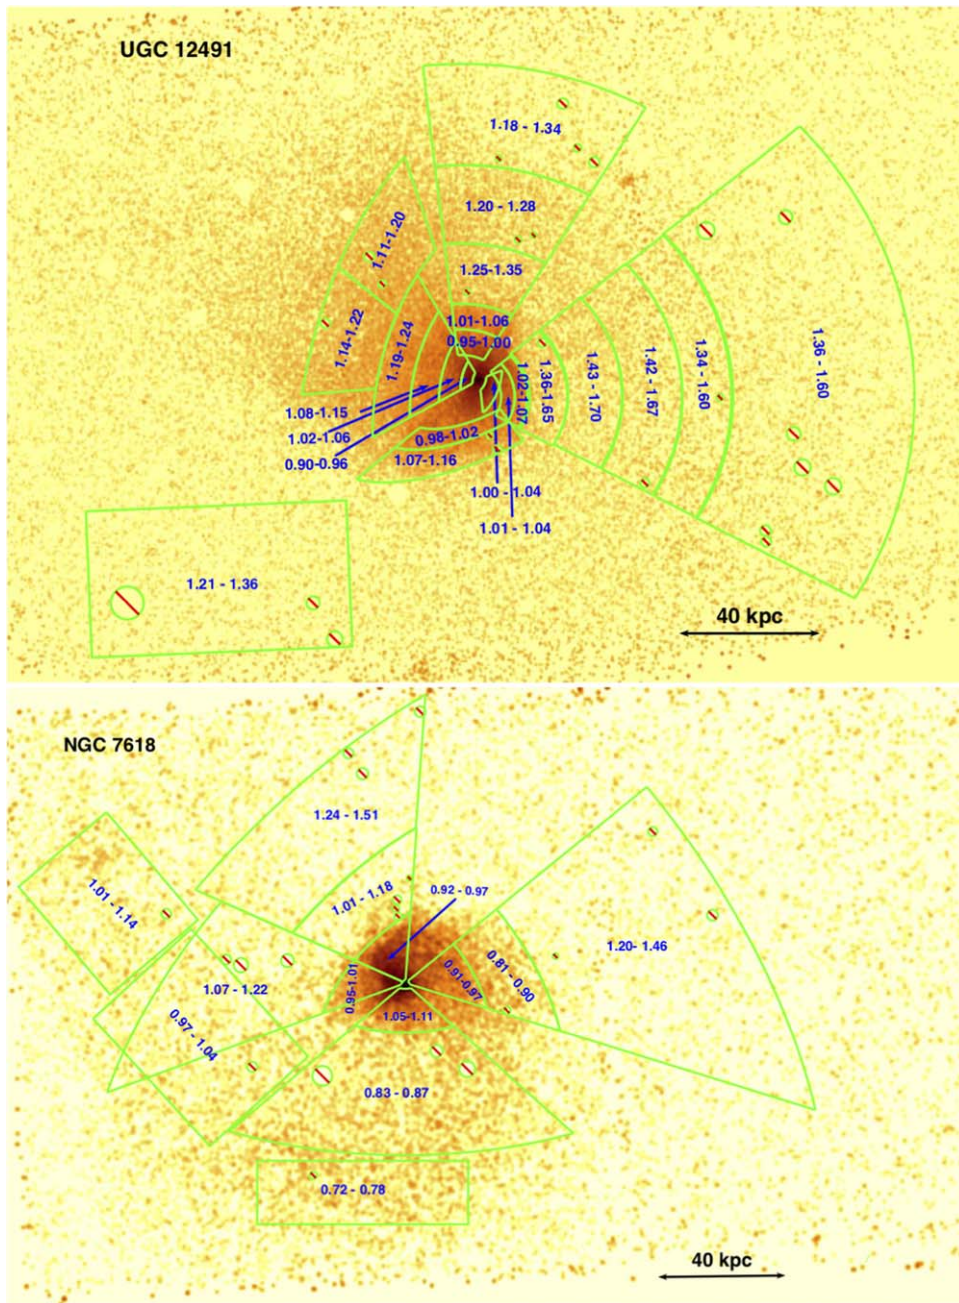 UGC 12491
1.18 - 1.34
1.20 - 1.28
1.11-1.20
1.25-1.35
1.14-1.22
1.19-1.24
1.01-1.06
0.95-1.00
1.02-1.07
1.36-1.65
1.43 - 1.70
1.42 - 1.67
1.34 - 1.60
1.36 - 1.60
1.08-1.15
1.02-1.06
0.90-0.96
0.98-1.02
1.07-1.16
1.00 - 1.04
1.01 - 1.04
1.21 - 1.36
40 kpc
NGC 7618
1.24 - 1.51
1.01 - 1.14
1.01 - 1.18
0.92 - 0.97
1.20- 1.46
1.07 - 1.22
0.95-1.01
0.91-0.97
0.81 - 0.90
0.97 - 1.04
1.05-1.11
0.83 - 0.87
0.72 - 0.78
40 kpc